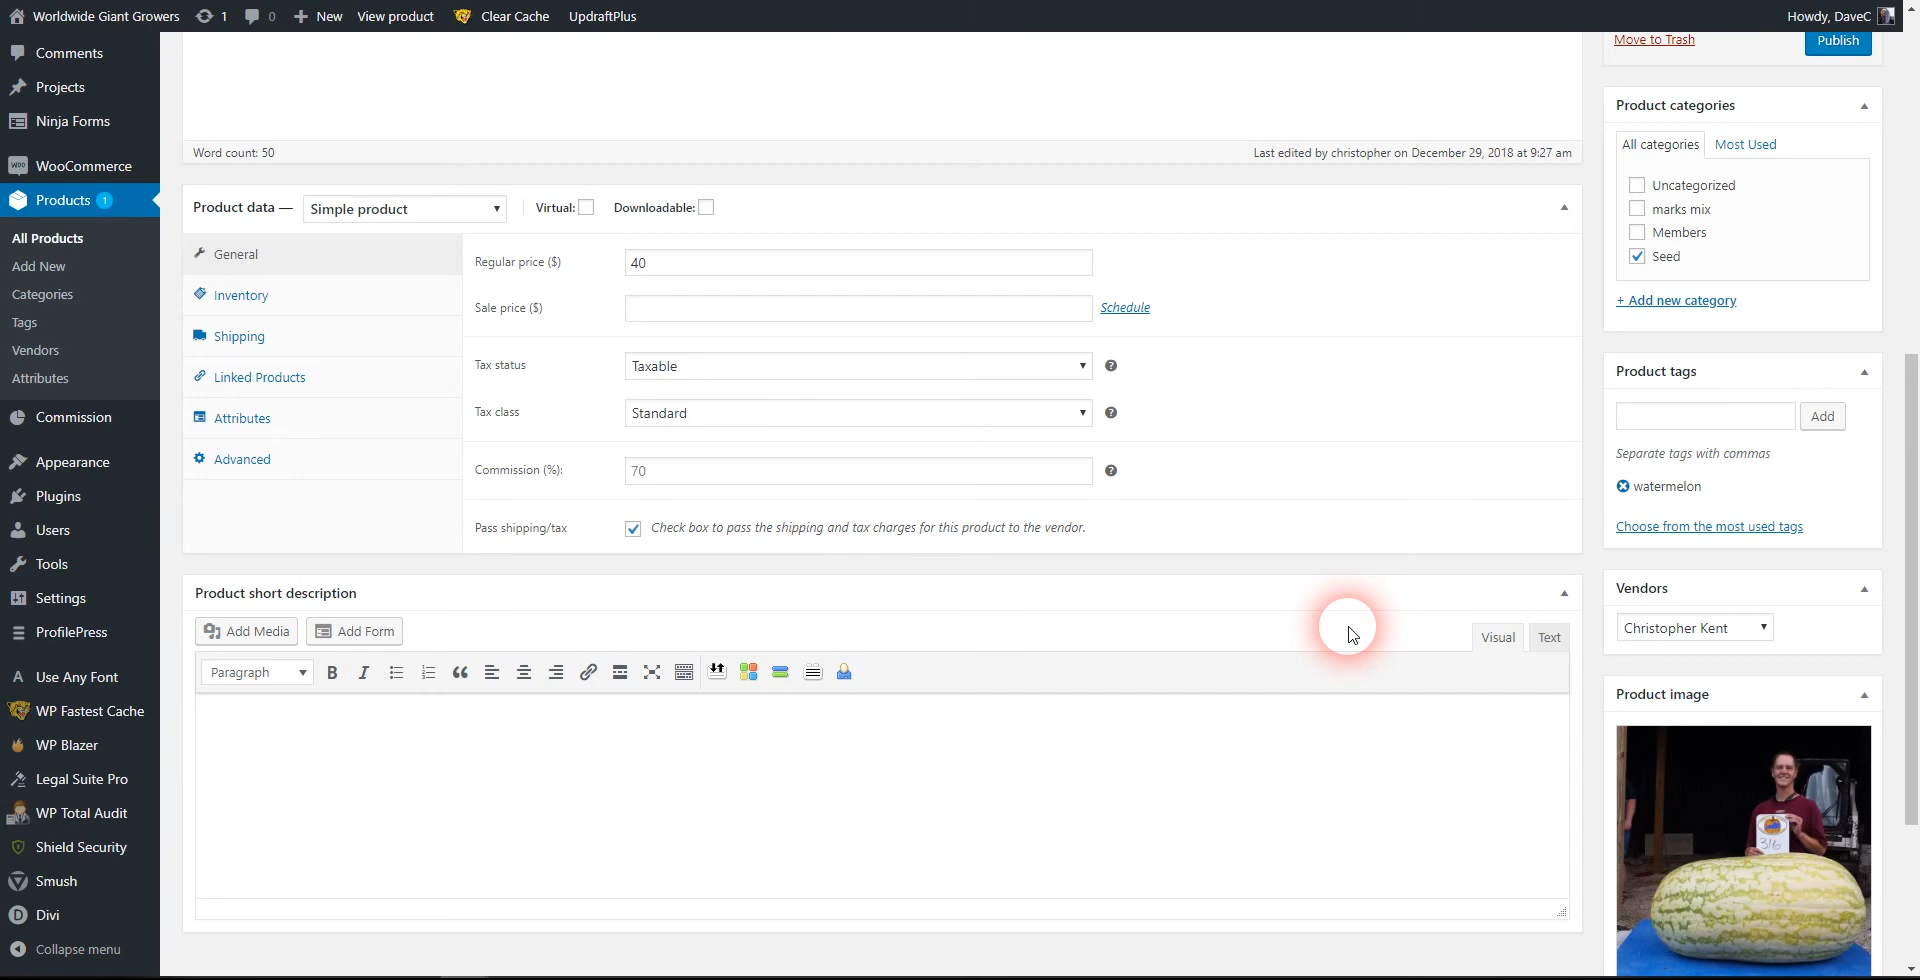 Worldwide Giant Growers 1 0 New View product Clear Cache UpdraftPlus Howdy, DaveC
Comments
Projects
Ninja Forms
WooCommerce
Products 1
All Products
Add New
Categories
Tags
Vendors
Attributes
Commission
Appearance
Plugins
Users
Tools
Settings
ProfilePress
Use Any Font
WP Fastest Cache
WP Blazer
Legal Suite Pro
WP Total Audit
Shield Security
Smush
Divi
Collapse menu
Word count: 50 Last edited by christopher on December 29, 2018 at 9:27 am
Product data — Simple product Virtual: Downloadable:
General
Inventory
Shipping
Linked Products
Attributes
Advanced
Regular price ($) 40
Sale price ($) Schedule
Tax status Taxable
Tax class Standard
Commission (%): 70
Pass shipping/tax Check box to pass the shipping and tax charges for this product to the vendor.
Product short description
Add Media Add Form Visual Text
Paragraph
Move to Trash Publish
Product categories
All categories Most Used
Uncategorized
marks mix
Members
Seed
+ Add new category
Product tags
Add
Separate tags with commas
watermelon
Choose from the most used tags
Vendors
Christopher Kent
Product image
316